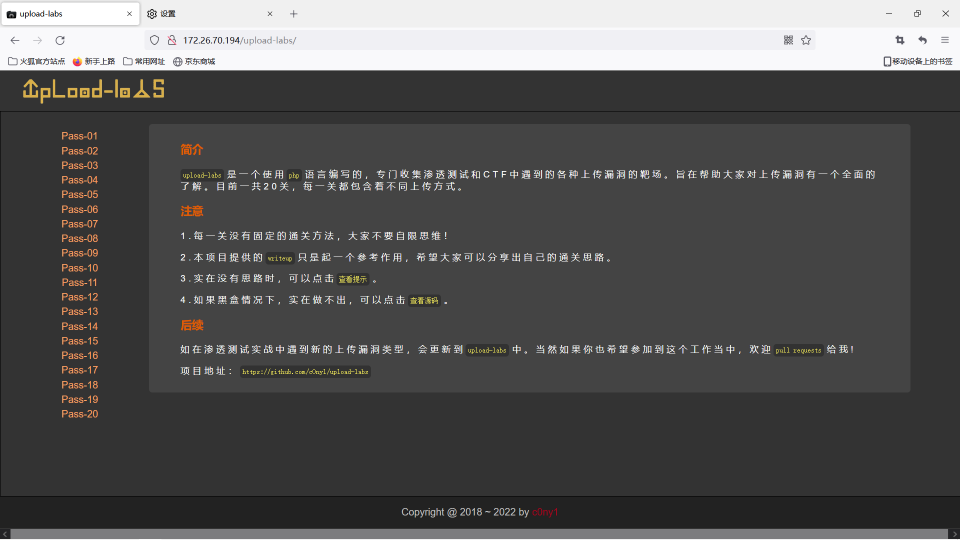 upload-labs
设置
172.26.70.194/upload-labs/
火狐官方站点 新手上路 常用网址 京东商城 移动设备上的书签
UpLoad-labS
Pass-01
Pass-02
Pass-03
Pass-04
Pass-05
Pass-06
Pass-07
Pass-08
Pass-09
Pass-10
Pass-11
Pass-12
Pass-13
Pass-14
Pass-15
Pass-16
Pass-17
Pass-18
Pass-19
Pass-20
简介
upload-labs 是一个使用 php 语言编写的，专门收集渗透测试和CTF中遇到的各种上传漏洞的靶场。旨在帮助大家对上传漏洞有一个全面的
了解。目前一共20关，每一关都包含着不同上传方式。
注意
1.每一关没有固定的通关方法，大家不要自限思维！
2.本项目提供的 writeup 只是起一个参考作用，希望大家可以分享出自己的通关思路。
3.实在没有思路时，可以点击 查看提示 。
4.如果黑盒情况下，实在做不出，可以点击 查看源码 。
后续
如在渗透测试实战中遇到新的上传漏洞类型，会更新到 upload-labs 中。当然如果你也希望参加到这个工作当中，欢迎 pull requests 给我！
项目地址： https://github.com/c0ny1/upload-labs
Copyright @ 2018 ~ 2022 by c0ny1